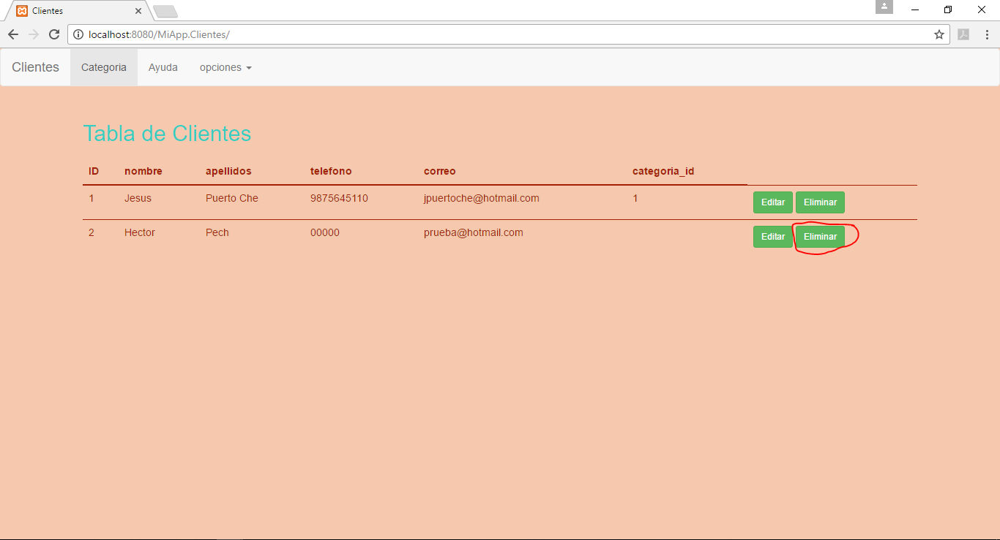 Clientes
localhost:8080/MiApp.Clientes/
Clientes Categoria Ayuda opciones
Tabla de Clientes
ID nombre apellidos telefono correo categoria_id
1 Jesus Puerto Che 9875645110 jpuertoche@hotmail.com 1 Editar Eliminar
2 Hector Pech 00000 prueba@hotmail.com Editar Eliminar